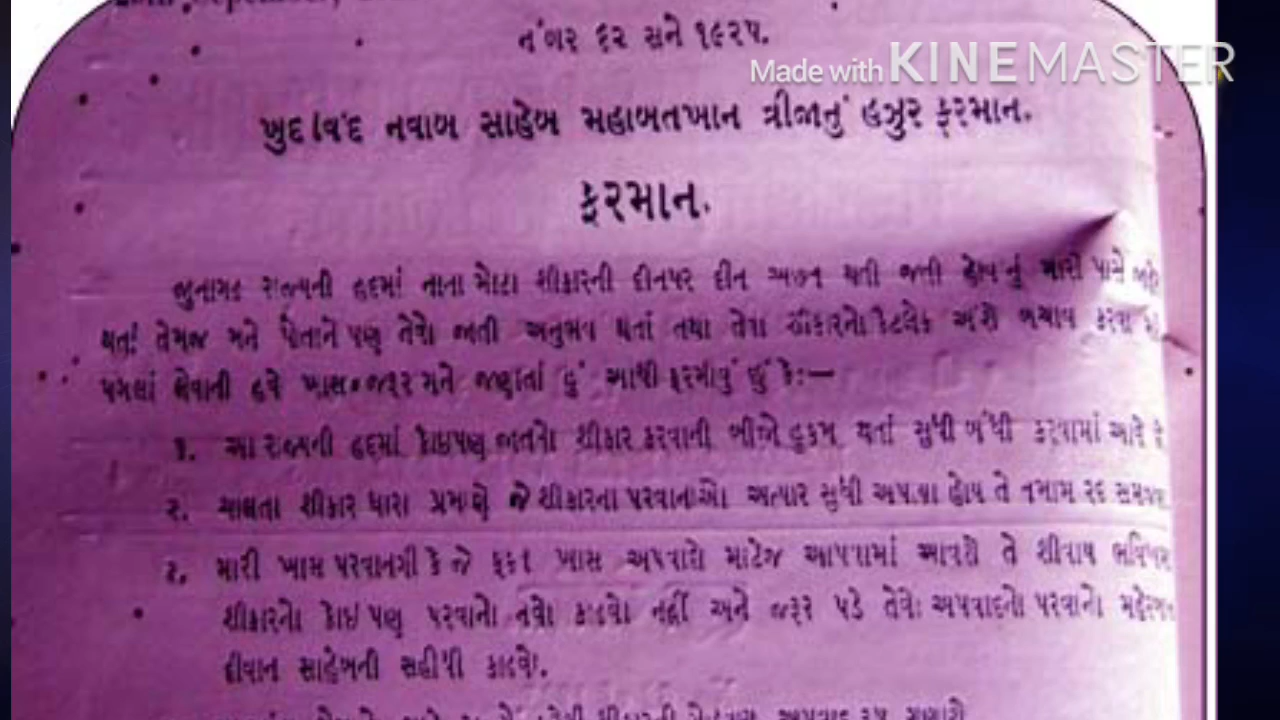 Made with KINEMASTER
નંબર ૬૨ સને ૧૯૨૫.
ખુદાવિંદ નવાબ સાહેબ મહાબતખાન ત્રીજાનું હજુર ફરમાન.
ફરમાન.
જુનાગઢ રાજ્યની હદમાં નાના મોટા શીકારની દીનપર દીન અછત થતી જતી હોવાનું મારી પાસે
થતાં તેમજ મને પોતાને પણ તેવો જાતી અનુભવ થતાં તથા તેવા શીકારનો કેટલેક અંશે બચાવ કરવા
પગલાં લેવાની હવે ખાસ જરૂર મને જણાતાં હું આથી ફરમાવું છું કે:—
૧. આ રાજ્યની હદમાં કોઇપણ જાતનો શીકાર કરવાની બીજો હુકમ થતાં સુધી બંધી કરવામાં આવે છે
૨. ચાલતા શીકાર ધારા પ્રમાણે જે શીકારના પરવાનાઓ અત્યાર સુધી અપાયા હોય તે તમામ રદ
૩. મારી ખાસ પરવાનગી કે જે ફક્ત ખાસ અપવાદો માટેજ આપવામાં આવશે તે શીવાય
શીકારનો કોઇ પણ પરવાનો નવો કાઢવો નહીં અને જરૂર પડે તેવો અપવાદનો પરવાનો
દીવાન સાહેબની સહીથી કાઢવો.